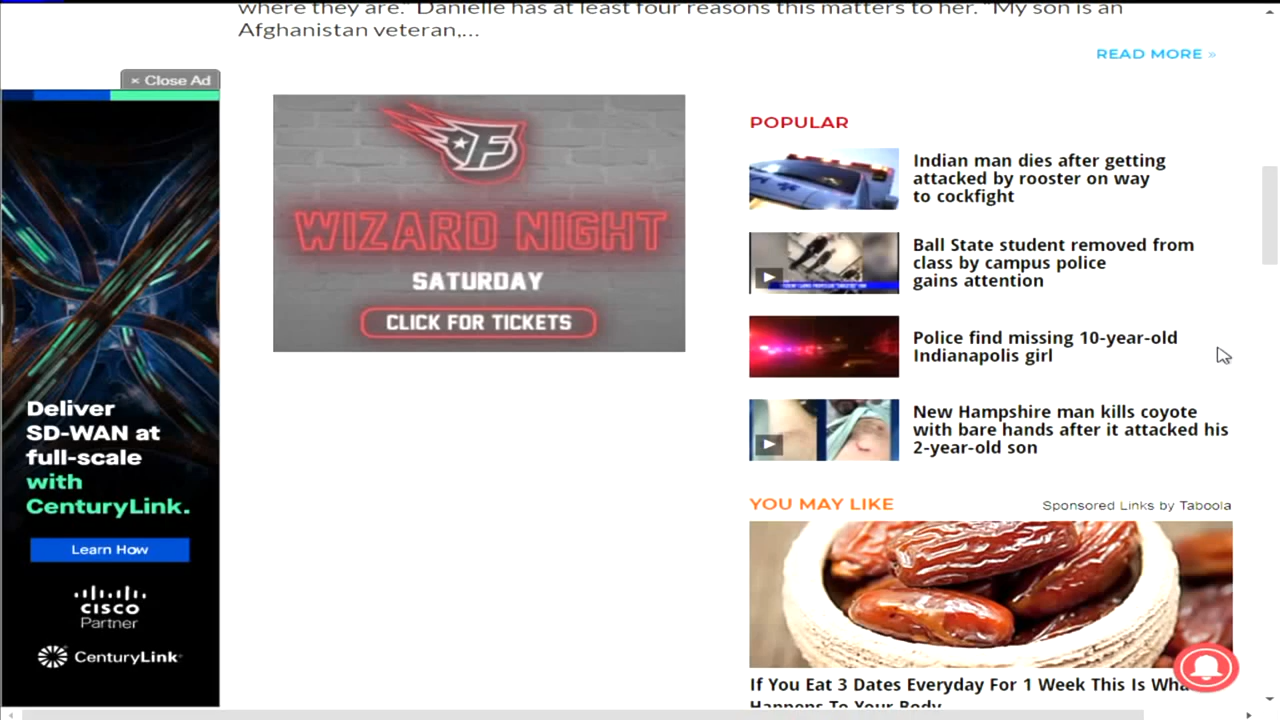 where they are." Danielle has at least four reasons this matters to her. "My son is an
Afghanistan veteran,...
READ MORE »
× Close Ad
Deliver
SD-WAN at
full-scale
with
CenturyLink.
Learn How
CISCO
Partner
CenturyLink
F
WIZARD NIGHT
SATURDAY
CLICK FOR TICKETS
POPULAR
Indian man dies after getting
attacked by rooster on way
to cockfight
Ball State student removed from
class by campus police
gains attention
Police find missing 10-year-old
Indianapolis girl
New Hampshire man kills coyote
with bare hands after it attacked his
2-year-old son
YOU MAY LIKE
Sponsored Links by Taboola
If You Eat 3 Dates Everyday For 1 Week This Is What
Happens To Your Body